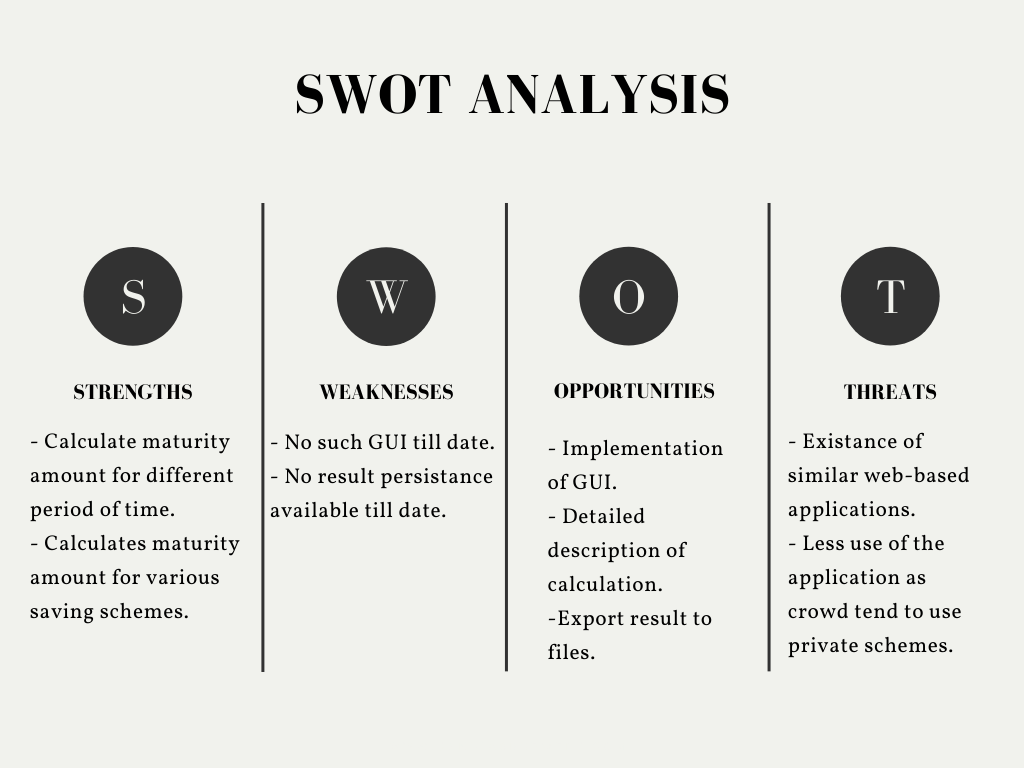 SWOT ANALYSIS
S
STRENGTHS
- Calculate maturity
amount for different
period of time.
- Calculates maturity
amount for various
saving schemes.
W
WEAKNESSES
- No such GUI till date.
- No result persistance
available till date.
O
OPPORTUNITIES
- Implementation
of GUI.
- Detailed
description of
calculation.
-Export result to
files.
T
THREATS
- Existance of
similar web-based
applications.
- Less use of the
application as
crowd tend to use
private schemes.